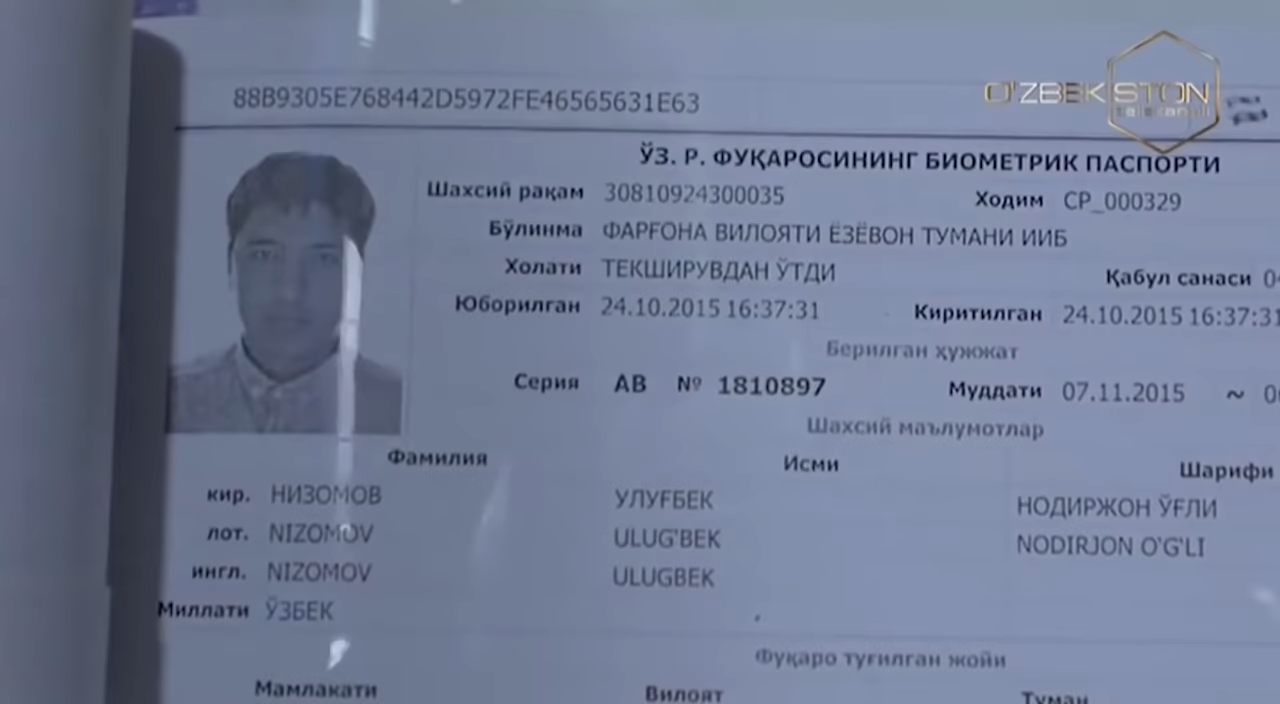 88B9305E768442D5972FE46565631E63
O'ZBEKISTON
telekanali
ЎЗ. Р. ФУҚАРОСИНИНГ БИОМЕТРИК ПАСПОРТИ
Шахсий рақам 30810924300035 Ходим CP_000329
Бўлинма ФАРҒОНА ВИЛОЯТИ ЁЗЁВОН ТУМАНИ ИИБ
Холати ТЕКШИРУВДАН ЎТДИ Қабул санаси
Юборилган 24.10.2015 16:37:31 Киритилган 24.10.2015 16:37:31
Берилган ҳужжат
Серия AB № 1810897 Муддати 07.11.2015 ~
Шахсий маълумотлар
Фамилия Исми Шарифи
кир. НИЗОМОВ УЛУҒБЕК НОДИРЖОН ЎҒЛИ
лот. NIZOMOV ULUG'BEK NODIRJON O'G'LI
ингл. NIZOMOV ULUGBEK
Миллати ЎЗБЕК
Фуқаро туғилган жойи
Мамлакати Вилоят Туман